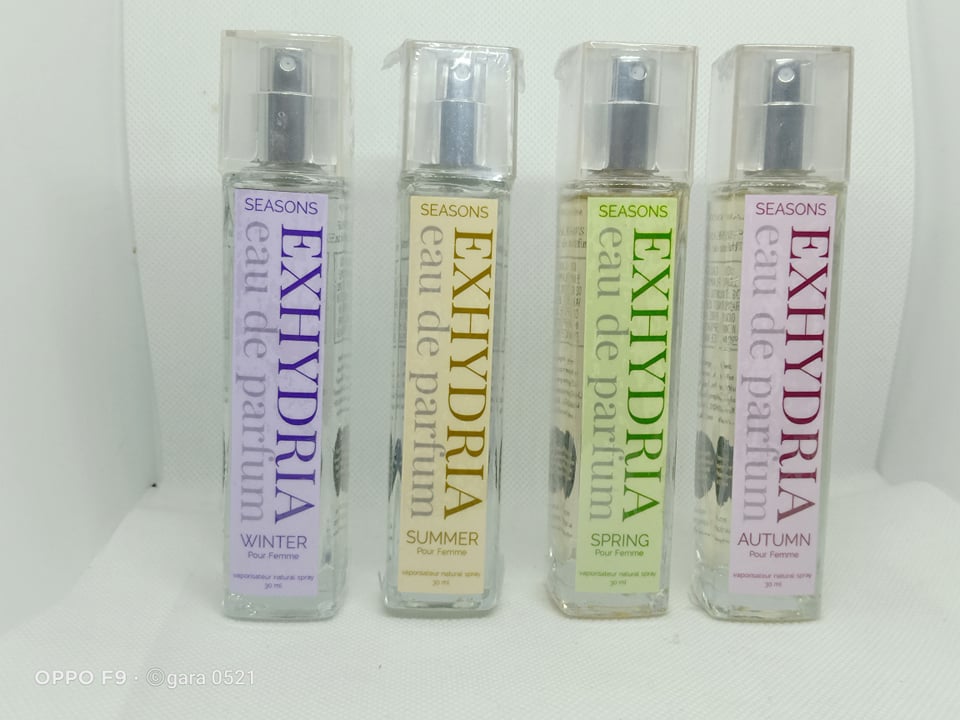 SEASONS
EXHYDRIA
eau de parfum
WINTER
Pour Femme
vaporisateur natural spray
30 ml
SEASONS
EXHYDRIA
eau de parfum
SUMMER
Pour Femme
vaporisateur natural spray
30 ml
SEASONS
EXHYDRIA
eau de parfum
SPRING
Pour Femme
vaporisateur natural spray
30 ml
SEASONS
EXHYDRIA
eau de parfum
AUTUMN
Pour Femme
vaporisateur natural spray
30 ml
OPPO F9 · ©gara 0521